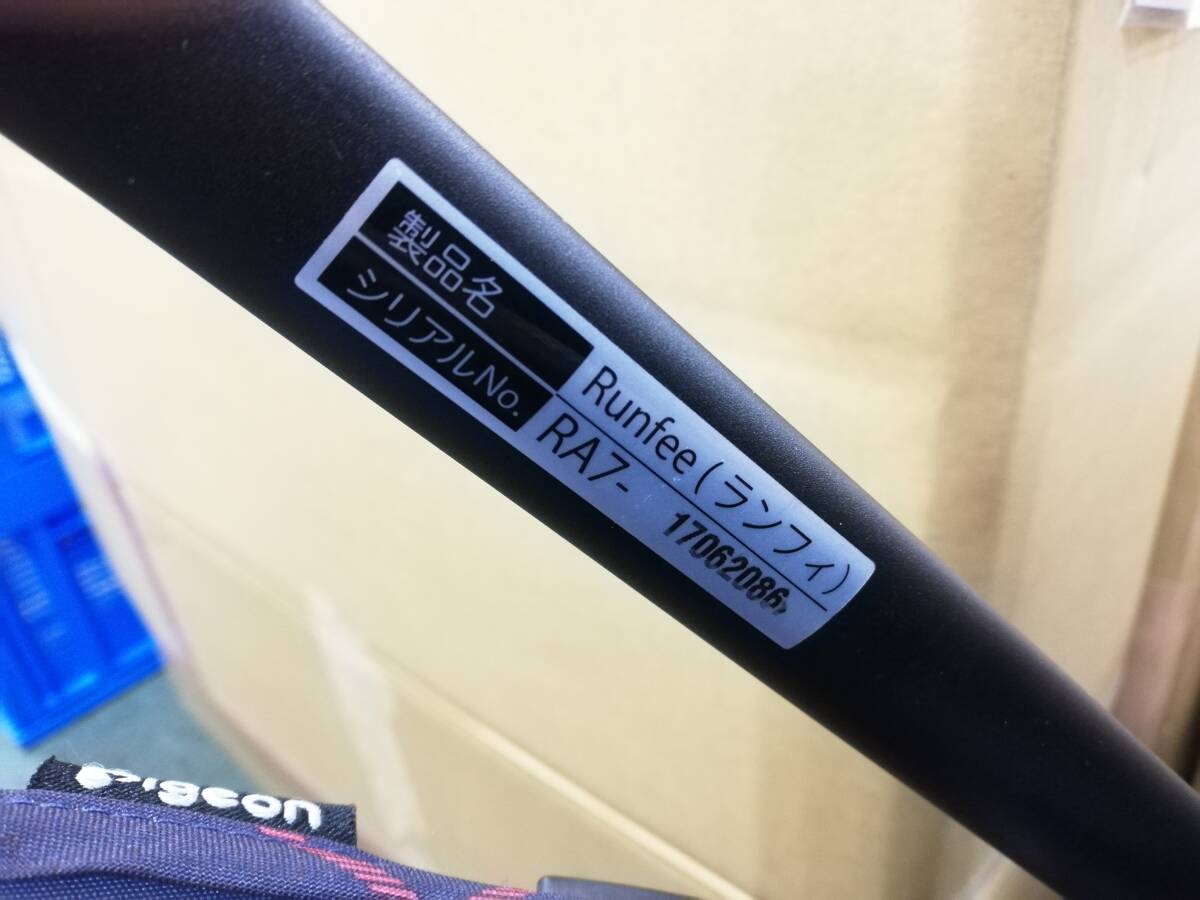 製品名 Runfee(ランフィ)
シリアルNo. RA7- 17062086
pigeon